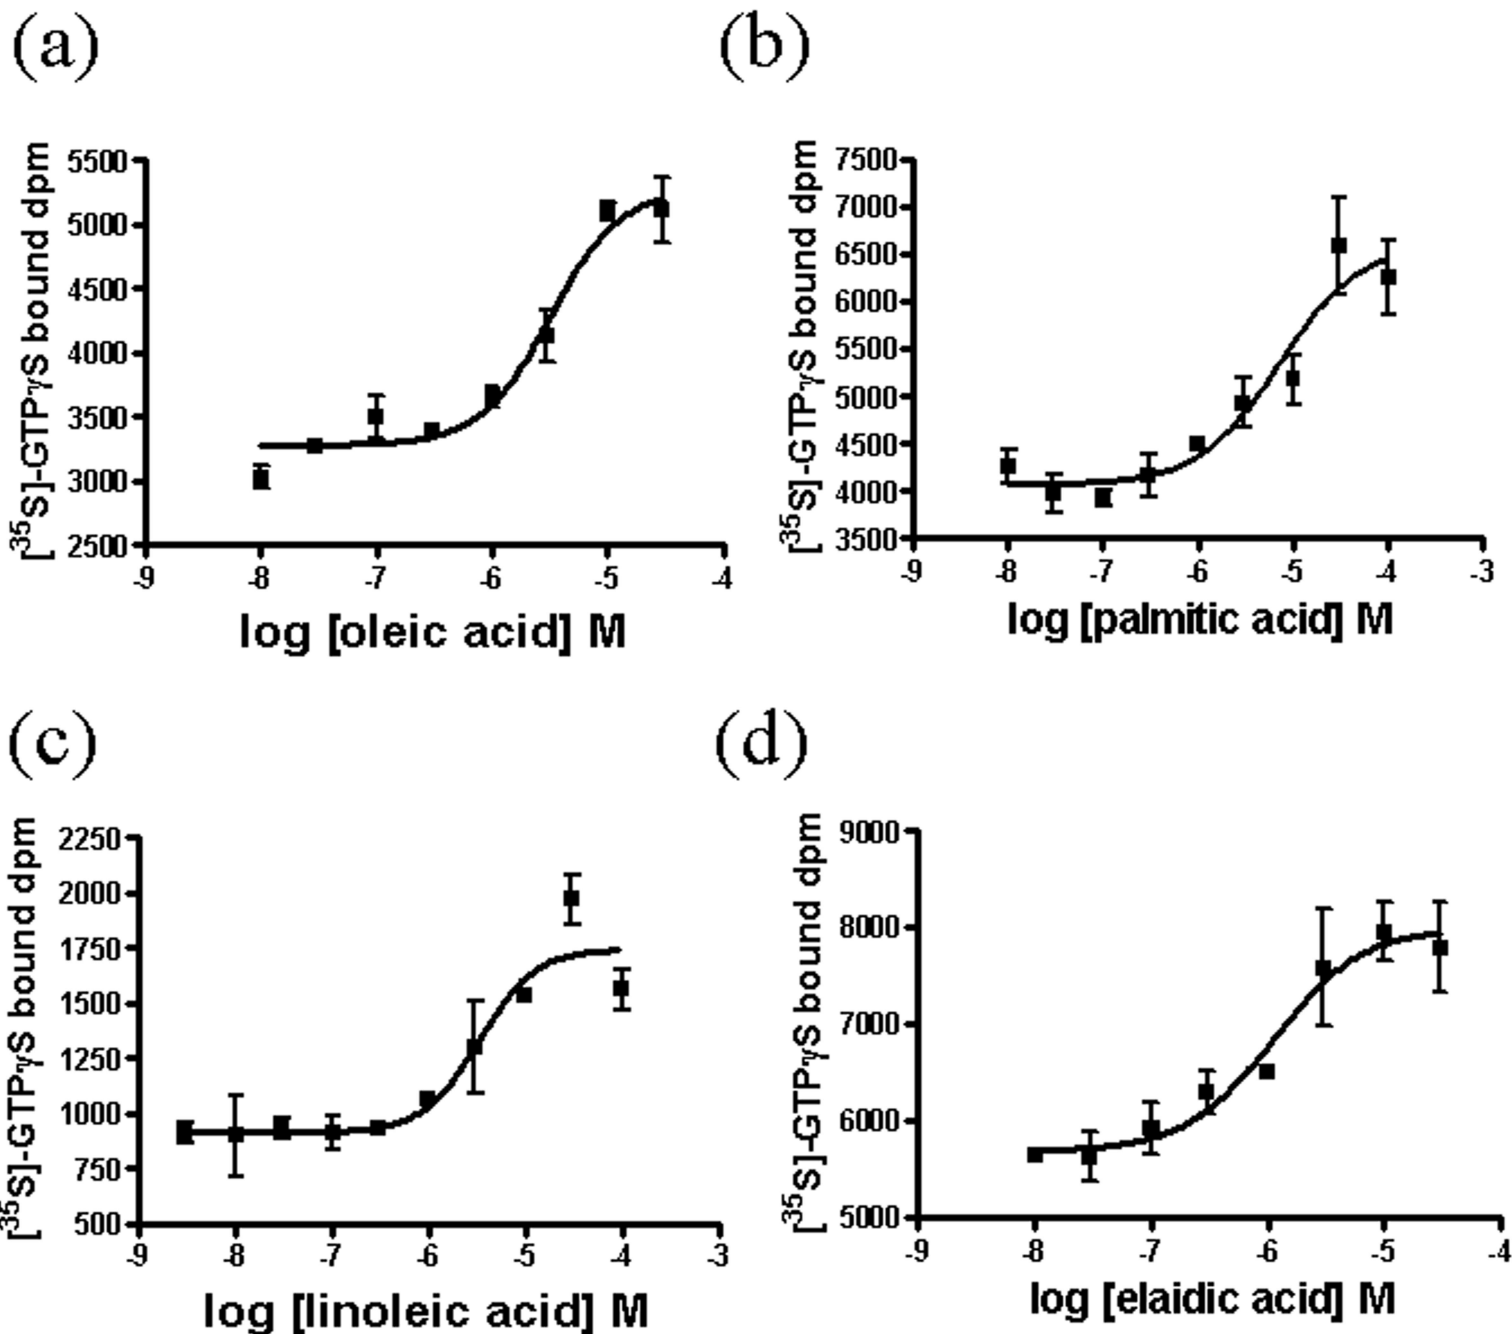 (a)
[³⁵S]-GTPγS bound dpm
5500
5000
4500
4000
3500
3000
2500
-9 -8 -7 -6 -5 -4
log [oleic acid] M
(b)
[³⁵S]-GTPγS bound dpm
7500
7000
6500
6000
5500
5000
4500
4000
3500
-9 -8 -7 -6 -5 -4 -3
log [palmitic acid] M
(c)
[³⁵S]-GTPγS bound dpm
2250
2000
1750
1500
1250
1000
750
500
-9 -8 -7 -6 -5 -4 -3
log [linoleic acid] M
(d)
[³⁵S]-GTPγS bound dpm
9000
8000
7000
6000
5000
-9 -8 -7 -6 -5 -4
log [elaidic acid] M